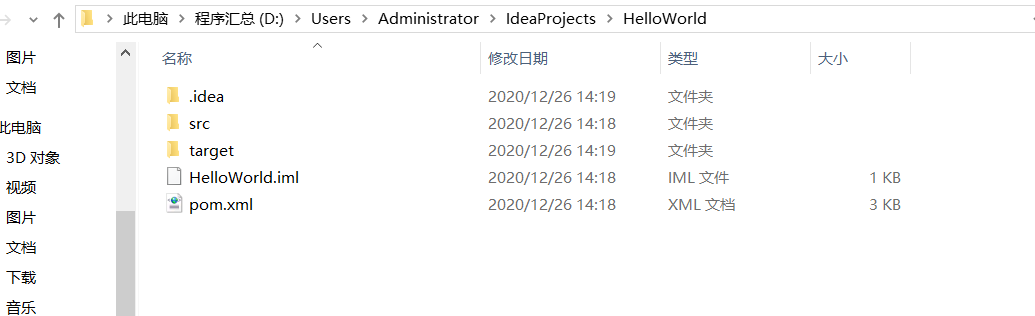 此电脑 程序汇总 (D:) Users Administrator IdeaProjects HelloWorld
图片
文档
此电脑
3D 对象
视频
图片
文档
下载
音乐
名称 修改日期 类型 大小
.idea 2020/12/26 14:19 文件夹
src 2020/12/26 14:18 文件夹
target 2020/12/26 14:19 文件夹
HelloWorld.iml 2020/12/26 14:18 IML 文件 1 KB
pom.xml 2020/12/26 14:18 XML 文档 3 KB